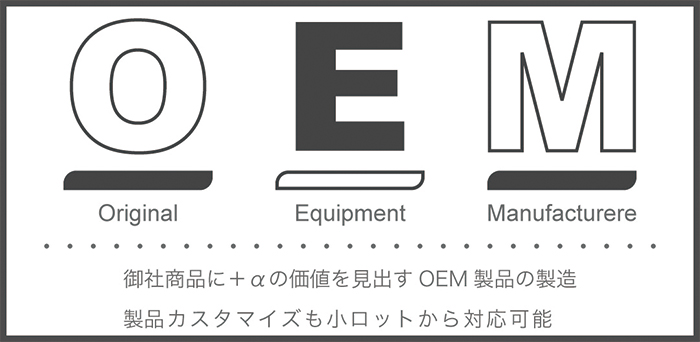 O E M
Original Equipment Manufacturere
御社商品に＋αの価値を見出す OEM 製品の製造
製品カスタマイズも小ロットから対応可能